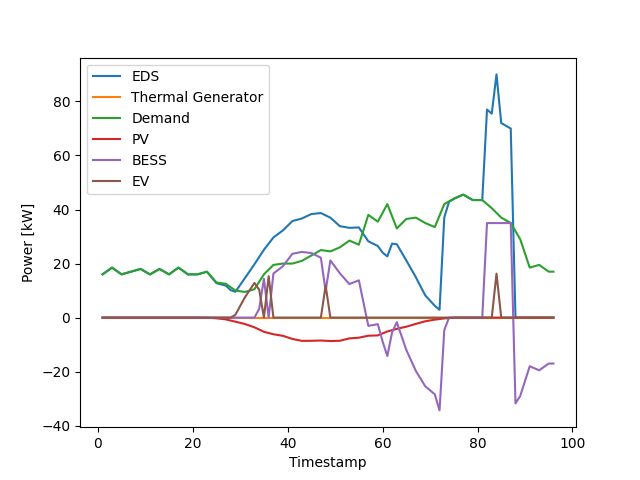 EDS
Thermal Generator
Demand
PV
BESS
EV
80
60
40
20
0
−20
−40
Power [kW]
0 20 40 60 80 100
Timestamp